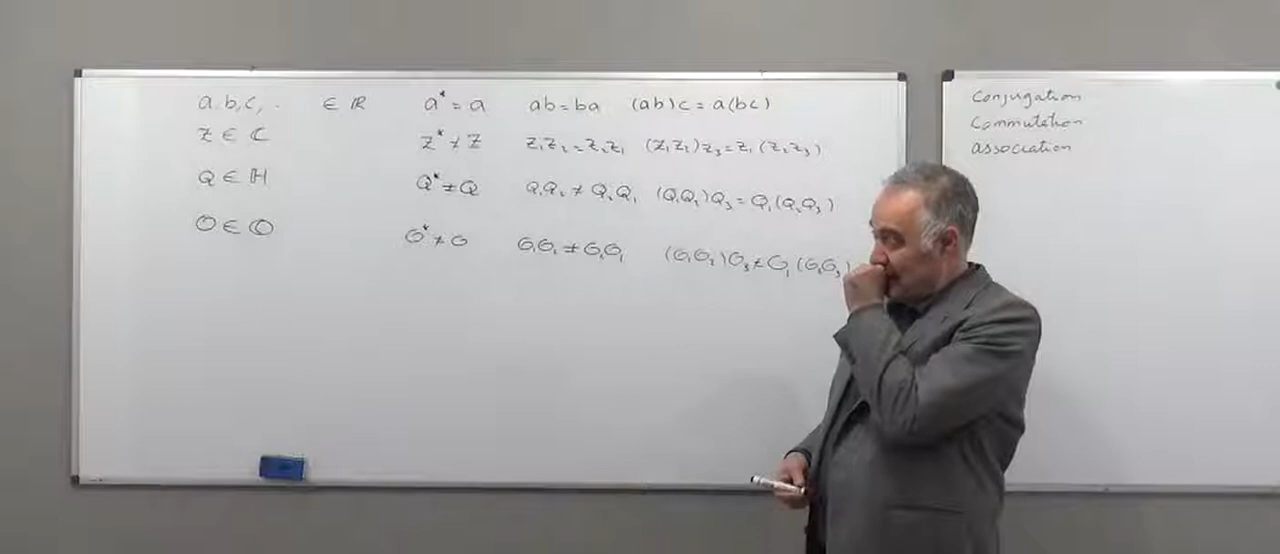 a, b, c, . ∈ ℝ a* = a ab = ba (ab)c = a(bc)
Z ∈ ℂ Z* ≠ Z Z₁Z₂ = Z₂Z₁ (Z₁Z₂)Z₃ = Z₁(Z₂Z₃)
Q ∈ ℍ Q* ≠ Q Q₁Q₂ ≠ Q₂Q₁ (Q₁Q₂)Q₃ = Q₁(Q₂Q₃)
O ∈ 𝕆 O* ≠ O O₁O₂ ≠ O₂O₁ (O₁O₂)O₃ ≠ O₁(O₂O₃)
Conjugation
Commutation
association